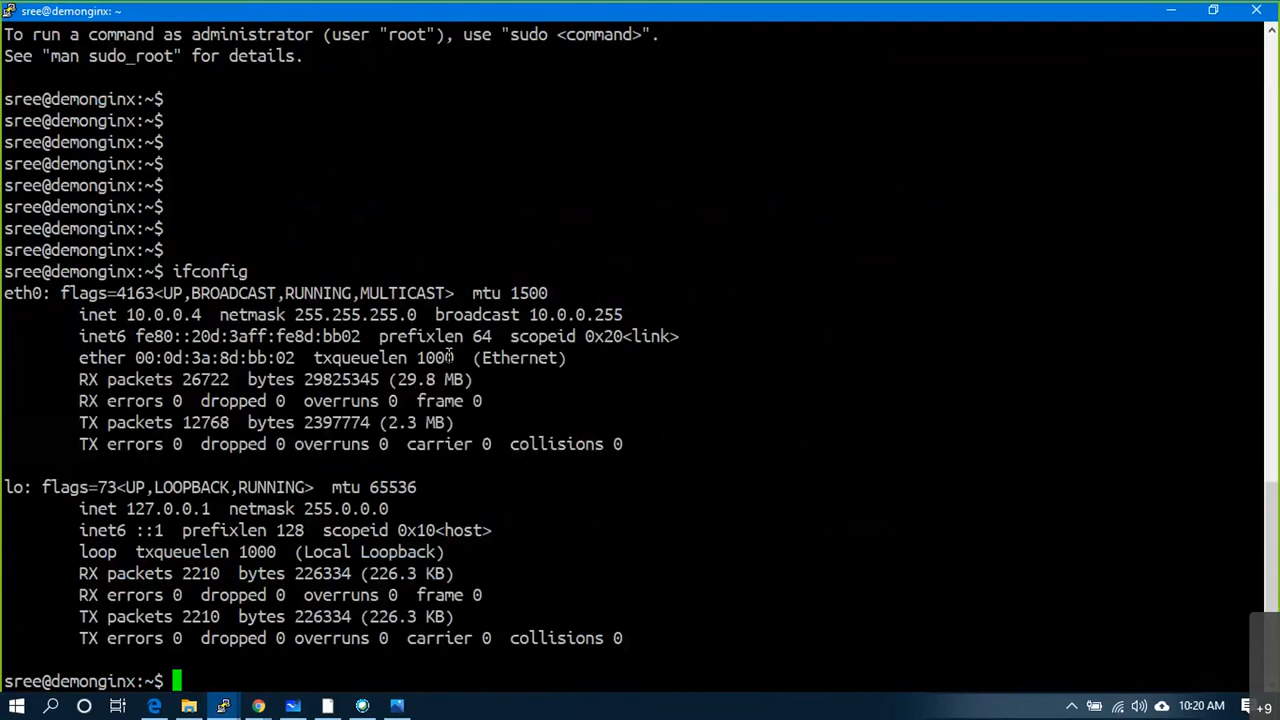 sree@demonginx: ~
To run a command as administrator (user "root"), use "sudo <command>".
See "man sudo_root" for details.
sree@demonginx:~$
sree@demonginx:~$
sree@demonginx:~$
sree@demonginx:~$
sree@demonginx:~$
sree@demonginx:~$
sree@demonginx:~$
sree@demonginx:~$
sree@demonginx:~$ ifconfig
eth0: flags=4163<UP,BROADCAST,RUNNING,MULTICAST>  mtu 1500
inet 10.0.0.4  netmask 255.255.255.0  broadcast 10.0.0.255
inet6 fe80::20d:3aff:fe8d:bb02  prefixlen 64  scopeid 0x20<link>
ether 00:0d:3a:8d:bb:02  txqueuelen 1000  (Ethernet)
RX packets 26722  bytes 29825345 (29.8 MB)
RX errors 0  dropped 0  overruns 0  frame 0
TX packets 12768  bytes 2397774 (2.3 MB)
TX errors 0  dropped 0 overruns 0  carrier 0  collisions 0
lo: flags=73<UP,LOOPBACK,RUNNING>  mtu 65536
inet 127.0.0.1  netmask 255.0.0.0
inet6 ::1  prefixlen 128  scopeid 0x10<host>
loop  txqueuelen 1000  (Local Loopback)
RX packets 2210  bytes 226334 (226.3 KB)
RX errors 0  dropped 0  overruns 0  frame 0
TX packets 2210  bytes 226334 (226.3 KB)
TX errors 0  dropped 0 overruns 0  carrier 0  collisions 0
sree@demonginx:~$
10:20 AM
+9